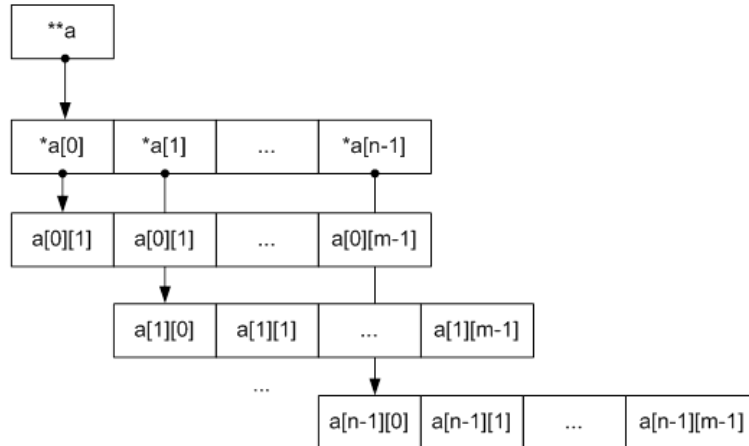 **a
*a[0] *a[1] ... *a[n-1]
a[0][1] a[0][1] ... a[0][m-1]
a[1][0] a[1][1] ... a[1][m-1]
...
a[n-1][0] a[n-1][1] ... a[n-1][m-1]